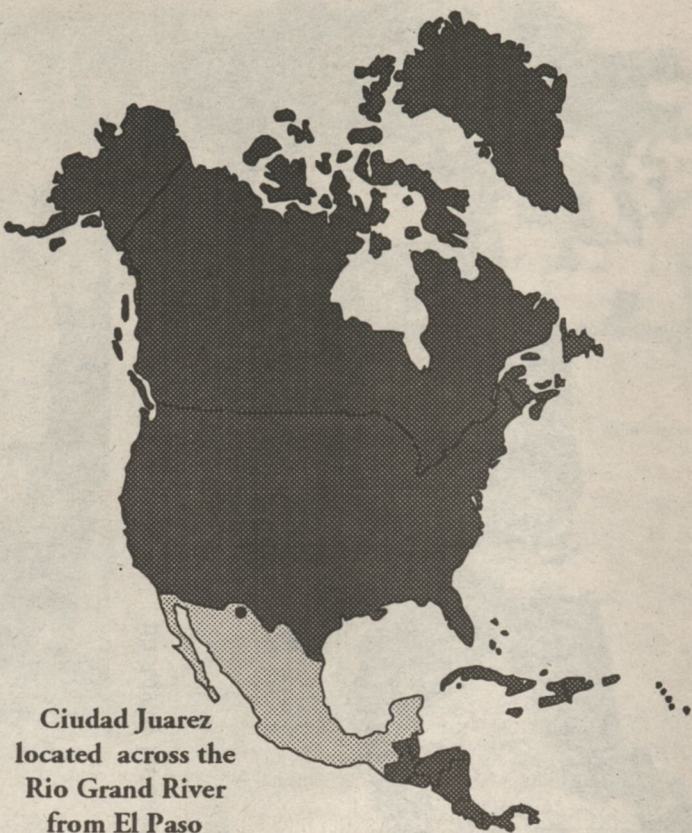 Ciudad Juarez
located across the
Rio Grand River
from El Paso